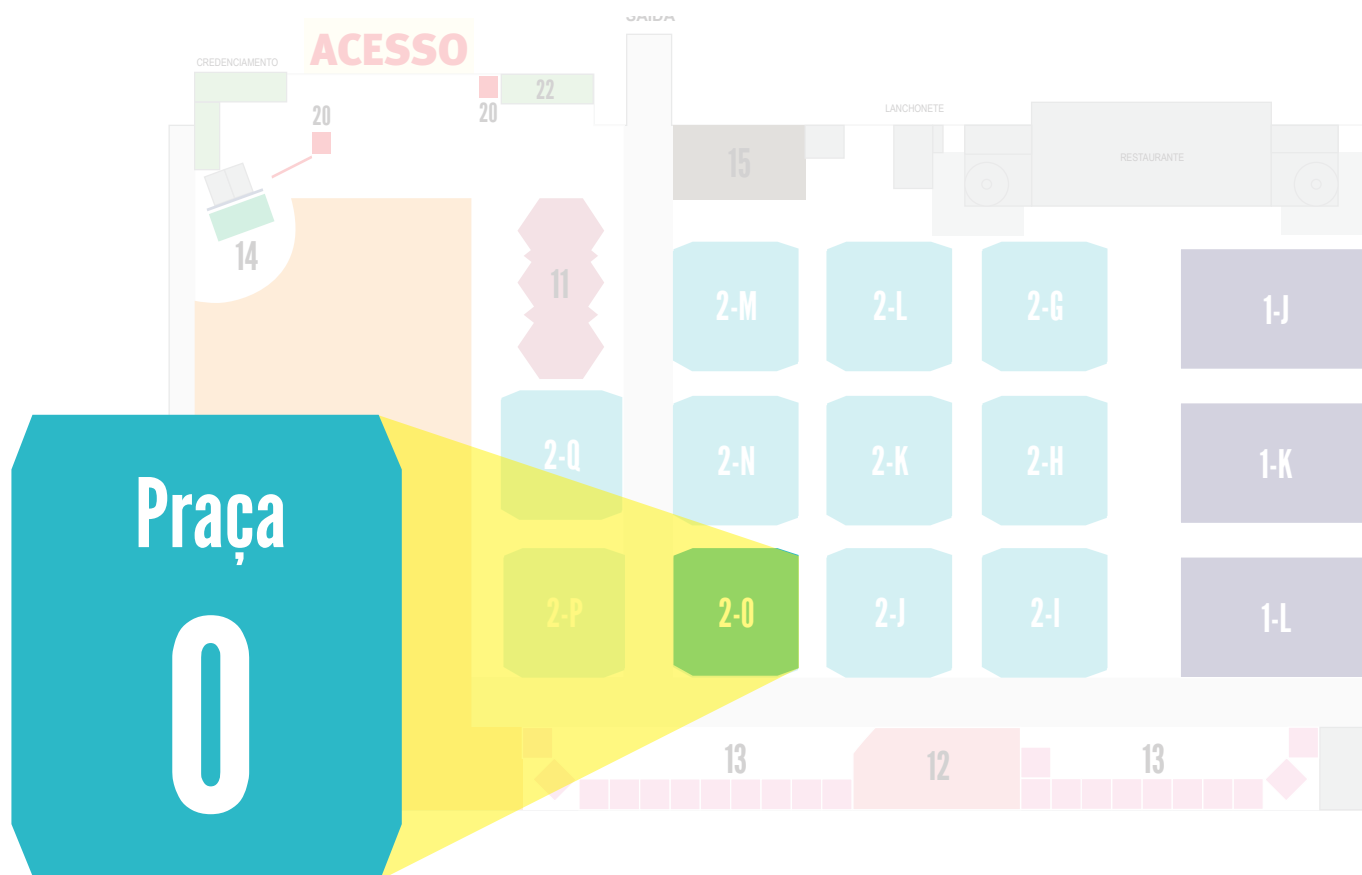 SAÍDA
ACESSO
CREDENCIAMENTO
22
20
20
LANCHONETE
15
RESTAURANTE
14
11
2-M
2-L
2-G
1-J
2-Q
2-N
2-K
2-H
1-K
Praça
O
2-P
2-O
2-J
2-I
1-L
13
12
13